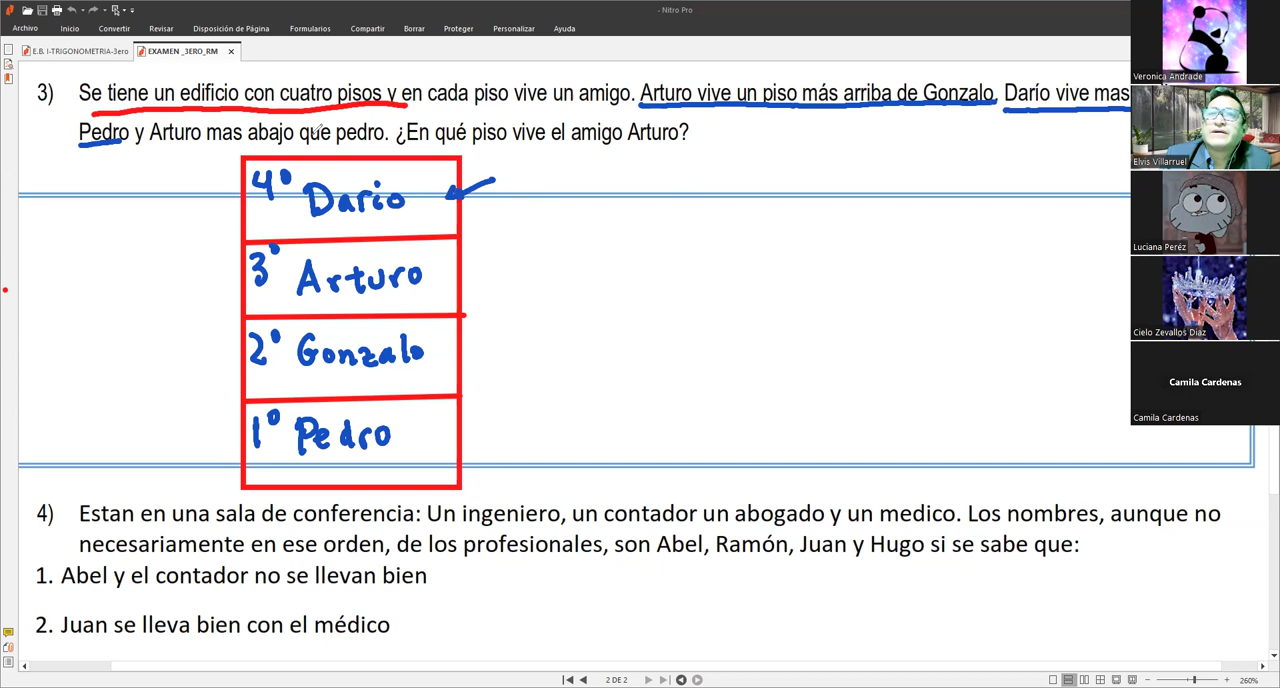 - Nitro Pro
Archivo Inicio Convertir Revisar Disposición de Página Formularios Compartir Borrar Proteger Personalizar Ayuda
E.B. I-TRIGONOMETRIA-3ero EXAMEN _3ERO_RM
3) Se tiene un edificio con cuatro pisos y en cada piso vive un amigo. Arturo vive un piso más arriba de Gonzalo. Darío vive mas
Pedro y Arturo mas abajo que pedro. ¿En qué piso vive el amigo Arturo?
4º Dario
3º Arturo
2º Gonzalo
1º Pedro
4) Estan en una sala de conferencia: Un ingeniero, un contador un abogado y un medico. Los nombres, aunque no
necesariamente en ese orden, de los profesionales, son Abel, Ramón, Juan y Hugo si se sabe que:
1. Abel y el contador no se llevan bien
2. Juan se lleva bien con el médico
2 DE 2
260%
Veronica Andrade
Elvis Villarruel
Luciana Peréz
Cielo Zevallos Diaz
Camila Cardenas
Camila Cardenas